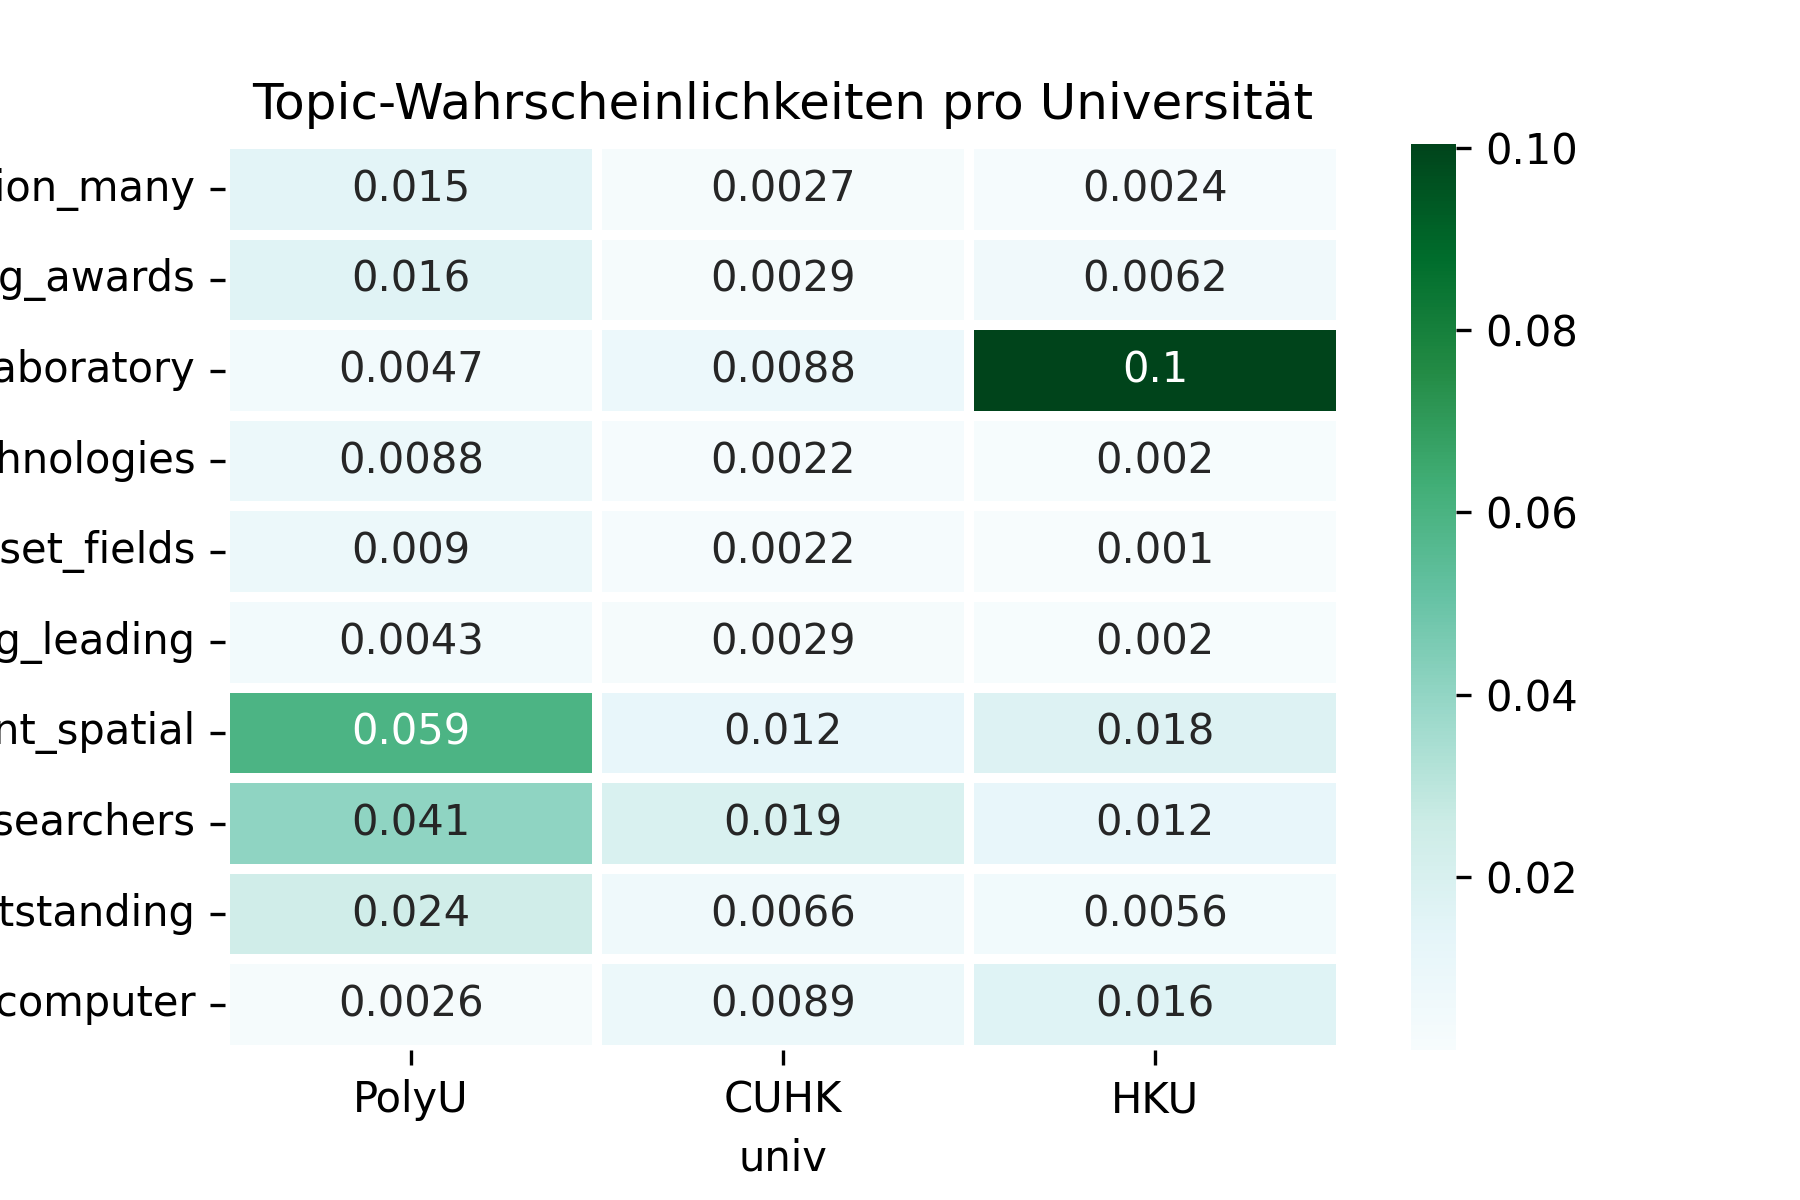 Topic-Wahrscheinlichkeiten pro Universität
ion_many 0.015 0.0027 0.0024
g_awards 0.016 0.0029 0.0062
aboratory 0.0047 0.0088 0.1
hnologies 0.0088 0.0022 0.002
set_fields 0.009 0.0022 0.001
g_leading 0.0043 0.0029 0.002
nt_spatial 0.059 0.012 0.018
searchers 0.041 0.019 0.012
tstanding 0.024 0.0066 0.0056
computer 0.0026 0.0089 0.016
PolyU CUHK HKU
univ
0.10
0.08
0.06
0.04
0.02